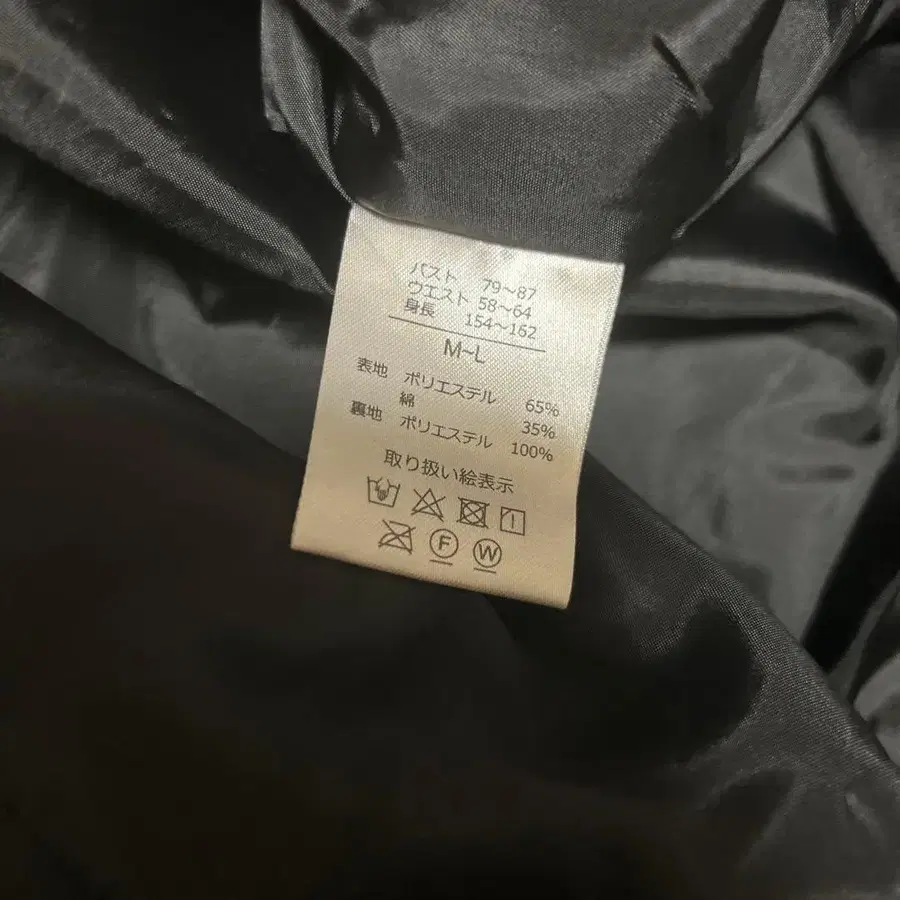 バスト 79~87
ウエスト 58~64
身長 154~162
M~L
表地 ポリエステル 65%
綿 35%
裏地 ポリエステル 100%
取り扱い絵表示
F W